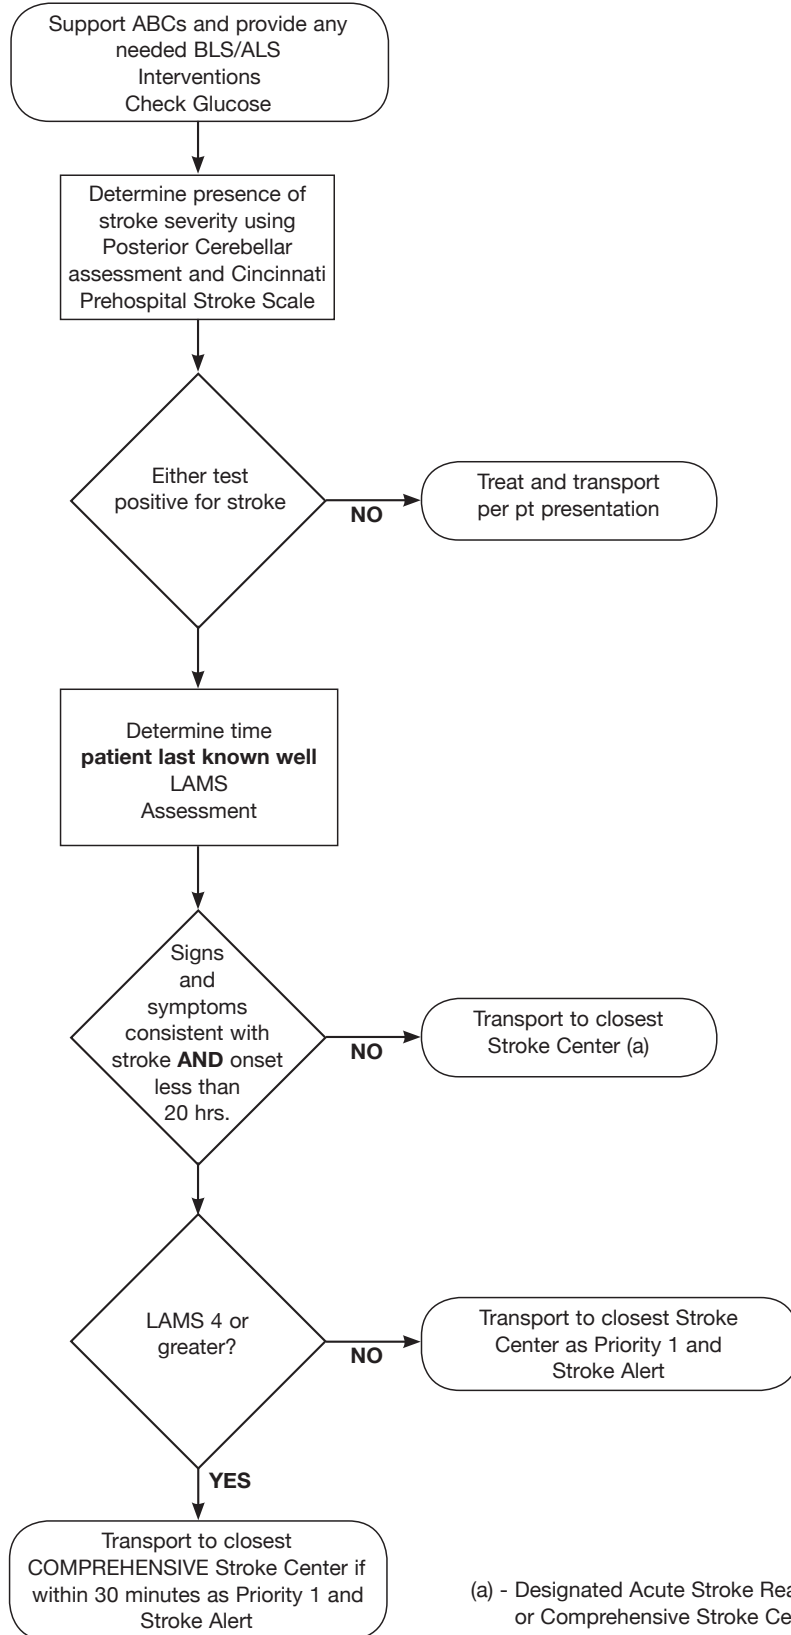 Support ABCs and provide any
needed BLS/ALS
Interventions
Check Glucose
Determine presence of
stroke severity using
Posterior Cerebellar
assessment and Cincinnati
Prehospital Stroke Scale
Either test
positive for stroke
NO
Treat and transport
per pt presentation
Determine time
patient last known well
LAMS
Assessment
Signs
and
symptoms
consistent with
stroke AND onset
less than
20 hrs.
NO
Transport to closest
Stroke Center (a)
LAMS 4 or
greater?
NO
Transport to closest Stroke
Center as Priority 1 and
Stroke Alert
YES
Transport to closest
COMPREHENSIVE Stroke Center if
within 30 minutes as Priority 1 and
Stroke Alert
(a) - Designated Acute Stroke
or Comprehensive Stroke